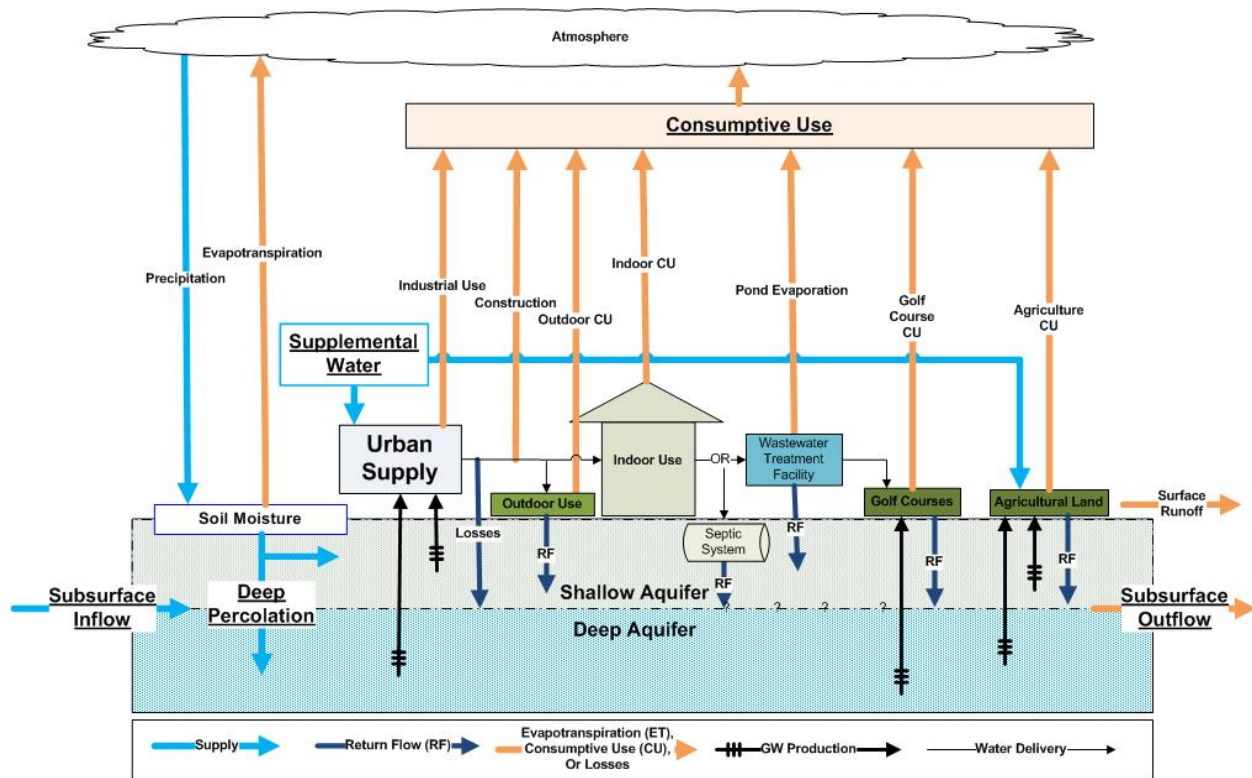 Atmosphere
Consumptive Use
Evapotranspiration
Precipitation
Industrial Use
Construction
Outdoor CU
Indoor CU
Pond Evaporation
Golf
Course
CU
Agriculture
CU
Supplemental
Water
Urban
Supply
Indoor Use
OR
Wastewater
Treatment
Facility
Outdoor Use
Golf Courses
Agricultural Land
Surface
Runoff
Soil Moisture
Losses
RF
Septic
System
RF
RF
RF
RF
Subsurface
Inflow
Deep
Percolation
Shallow Aquifer
? ? ? ?
Deep Aquifer
Subsurface
Outflow
Supply
Return Flow (RF)
Evapotranspiration (ET),
Consumptive Use (CU),
Or Losses
GW Production
Water Delivery